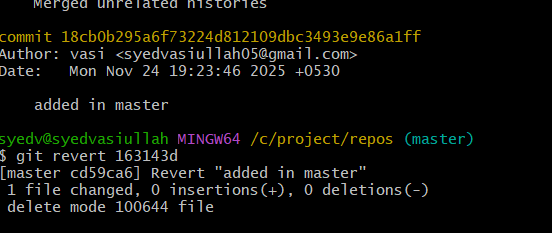 Merged unrelated histories
commit 18cb0b295a6f73224d812109dbc3493e9e86a1ff
Author: vasi <syedvasiullah05@gmail.com>
Date:   Mon Nov 24 19:23:46 2025 +0530
added in master
syedv@syedvasiullah MINGW64 /c/project/repos (master)
$ git revert 163143d
[master cd59ca6] Revert "added in master"
1 file changed, 0 insertions(+), 0 deletions(-)
delete mode 100644 file